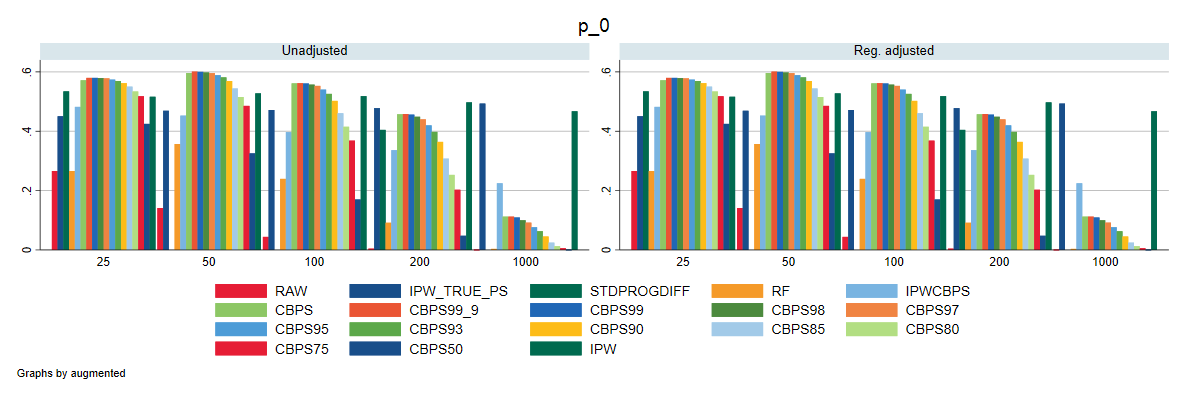 p_0
Unadjusted
Reg. adjusted
0 .2 .4 .6
0 .2 .4 .6
25 50 100 200 1000
25 50 100 200 1000
RAW IPW_TRUE_PS STDPROGDIFF RF IPWCBPS
CBPS CBPS99_9 CBPS99 CBPS98 CBPS97
CBPS95 CBPS93 CBPS90 CBPS85 CBPS80
CBPS75 CBPS50 IPW
Graphs by augmented